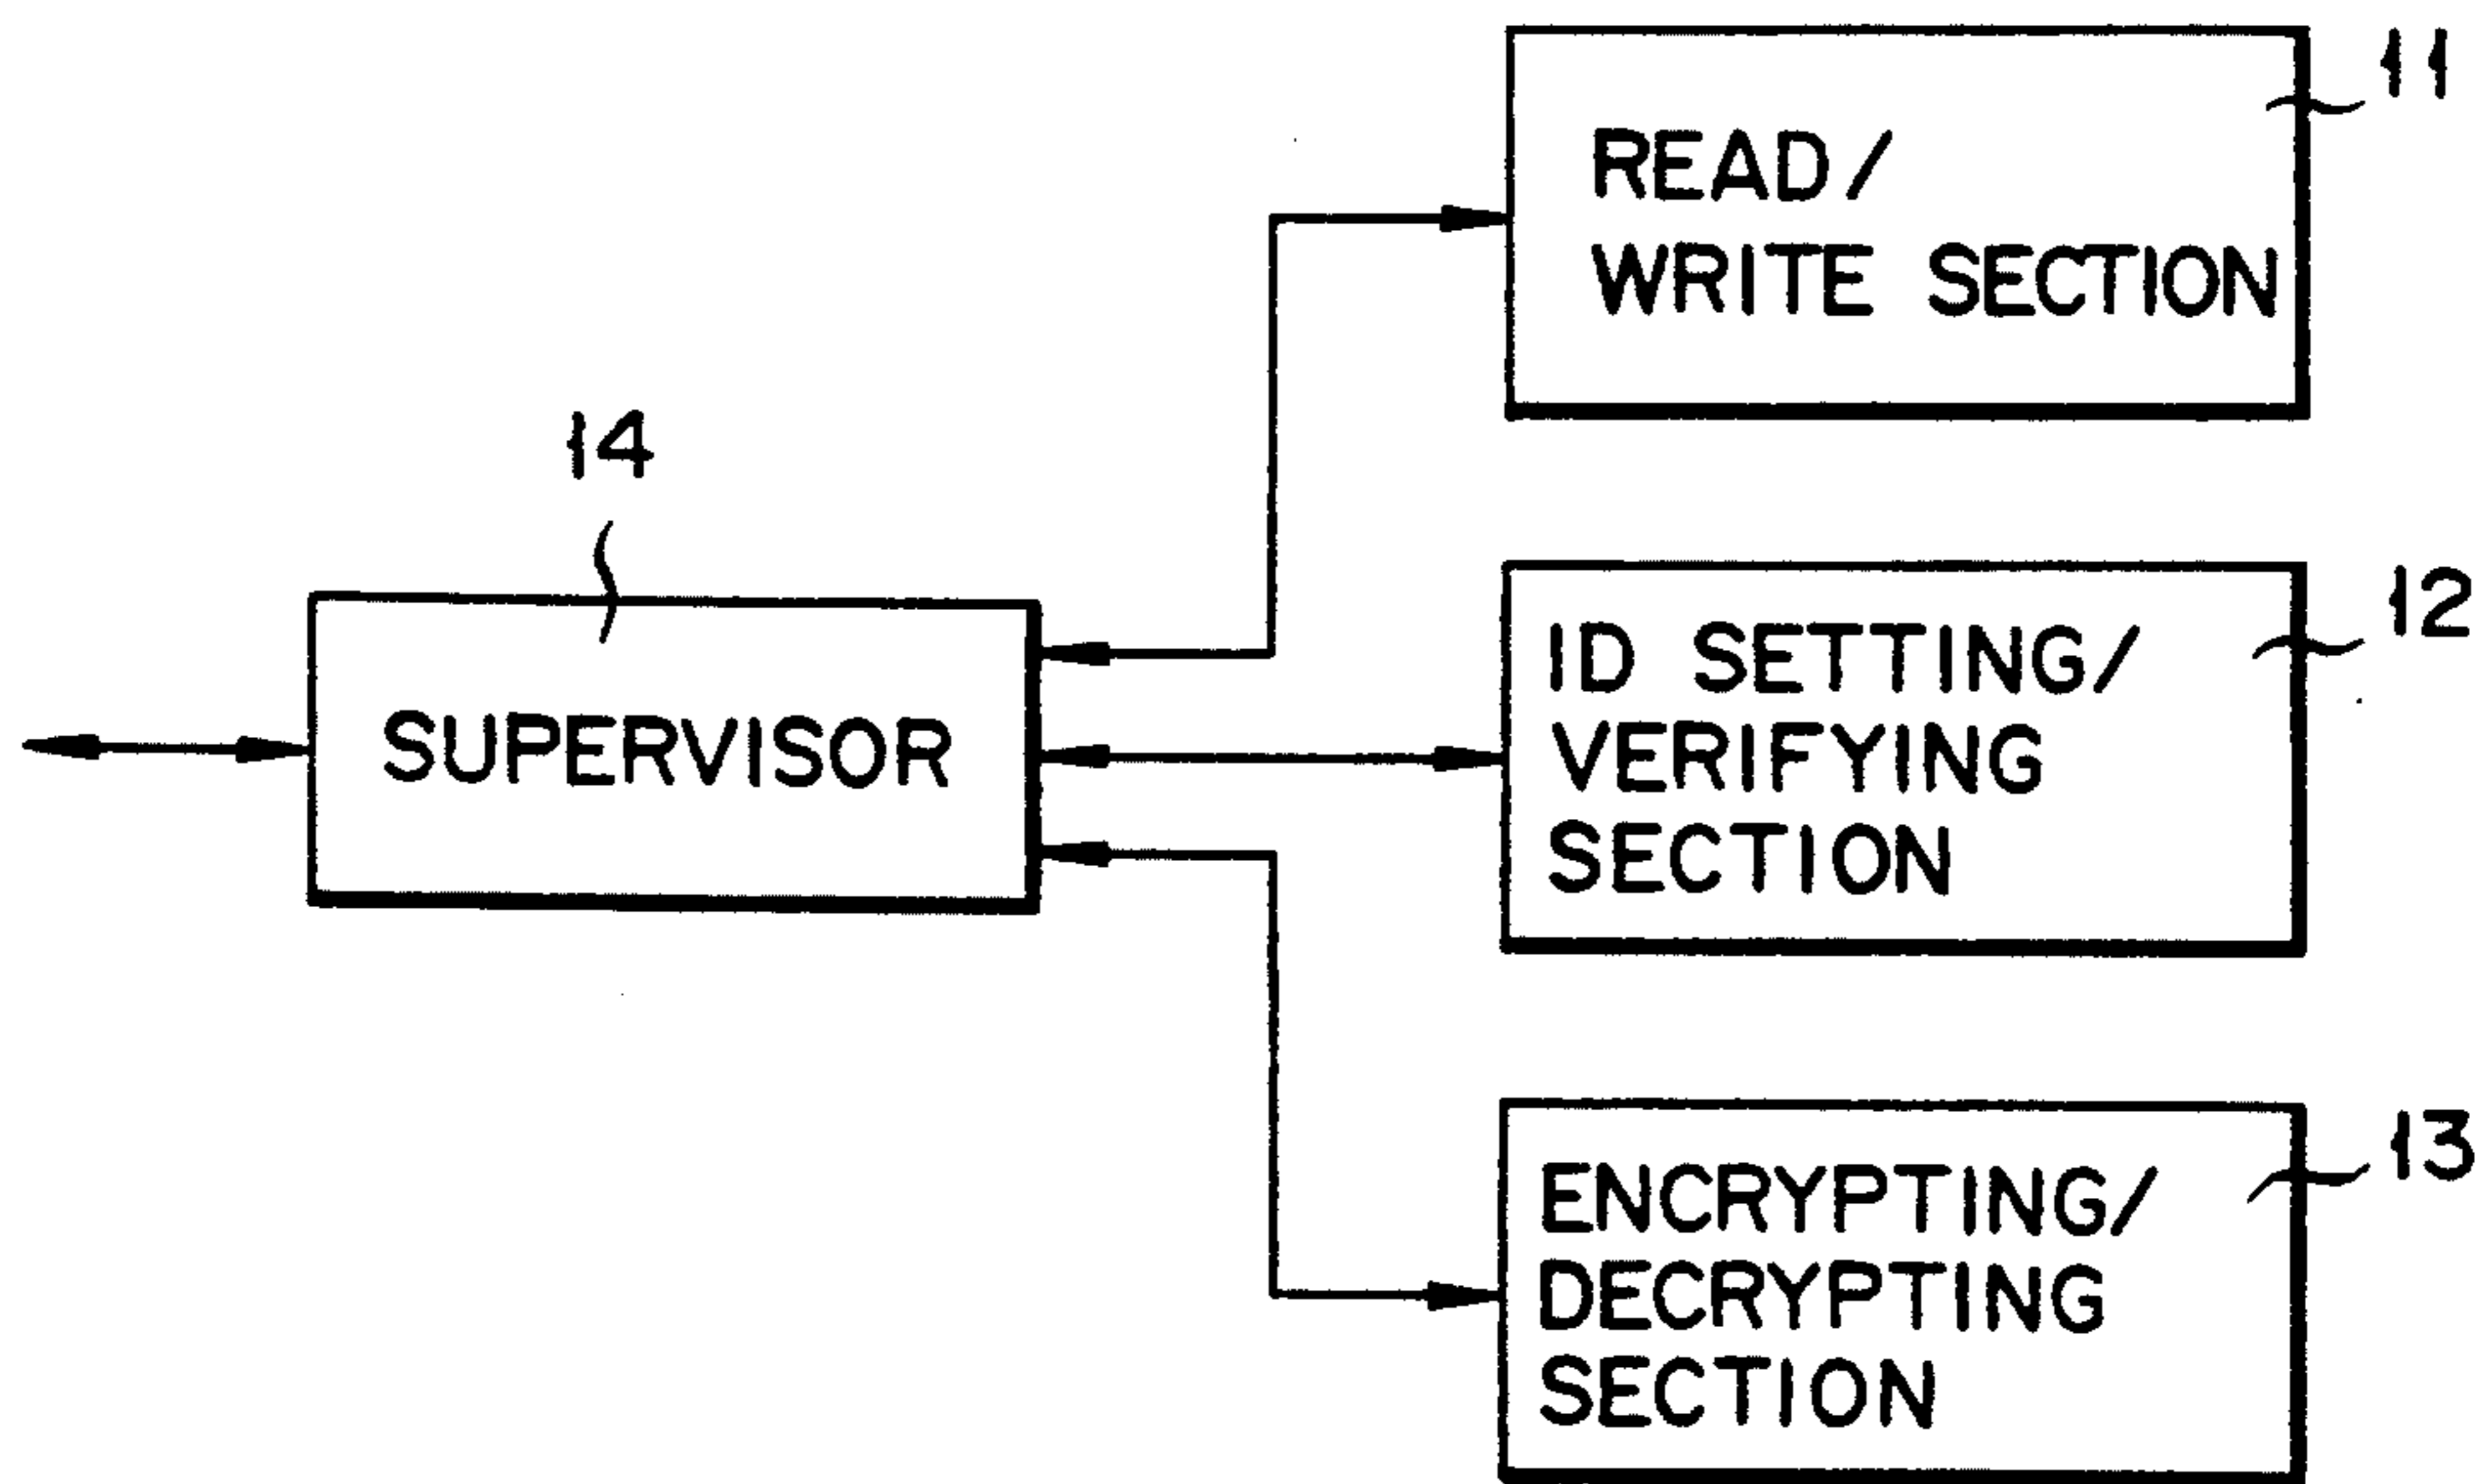 11
READ/
WRITE SECTION
14
SUPERVISOR
12
ID SETTING/
VERIFYING
SECTION
13
ENCRYPTING/
DECRYPTING
SECTION